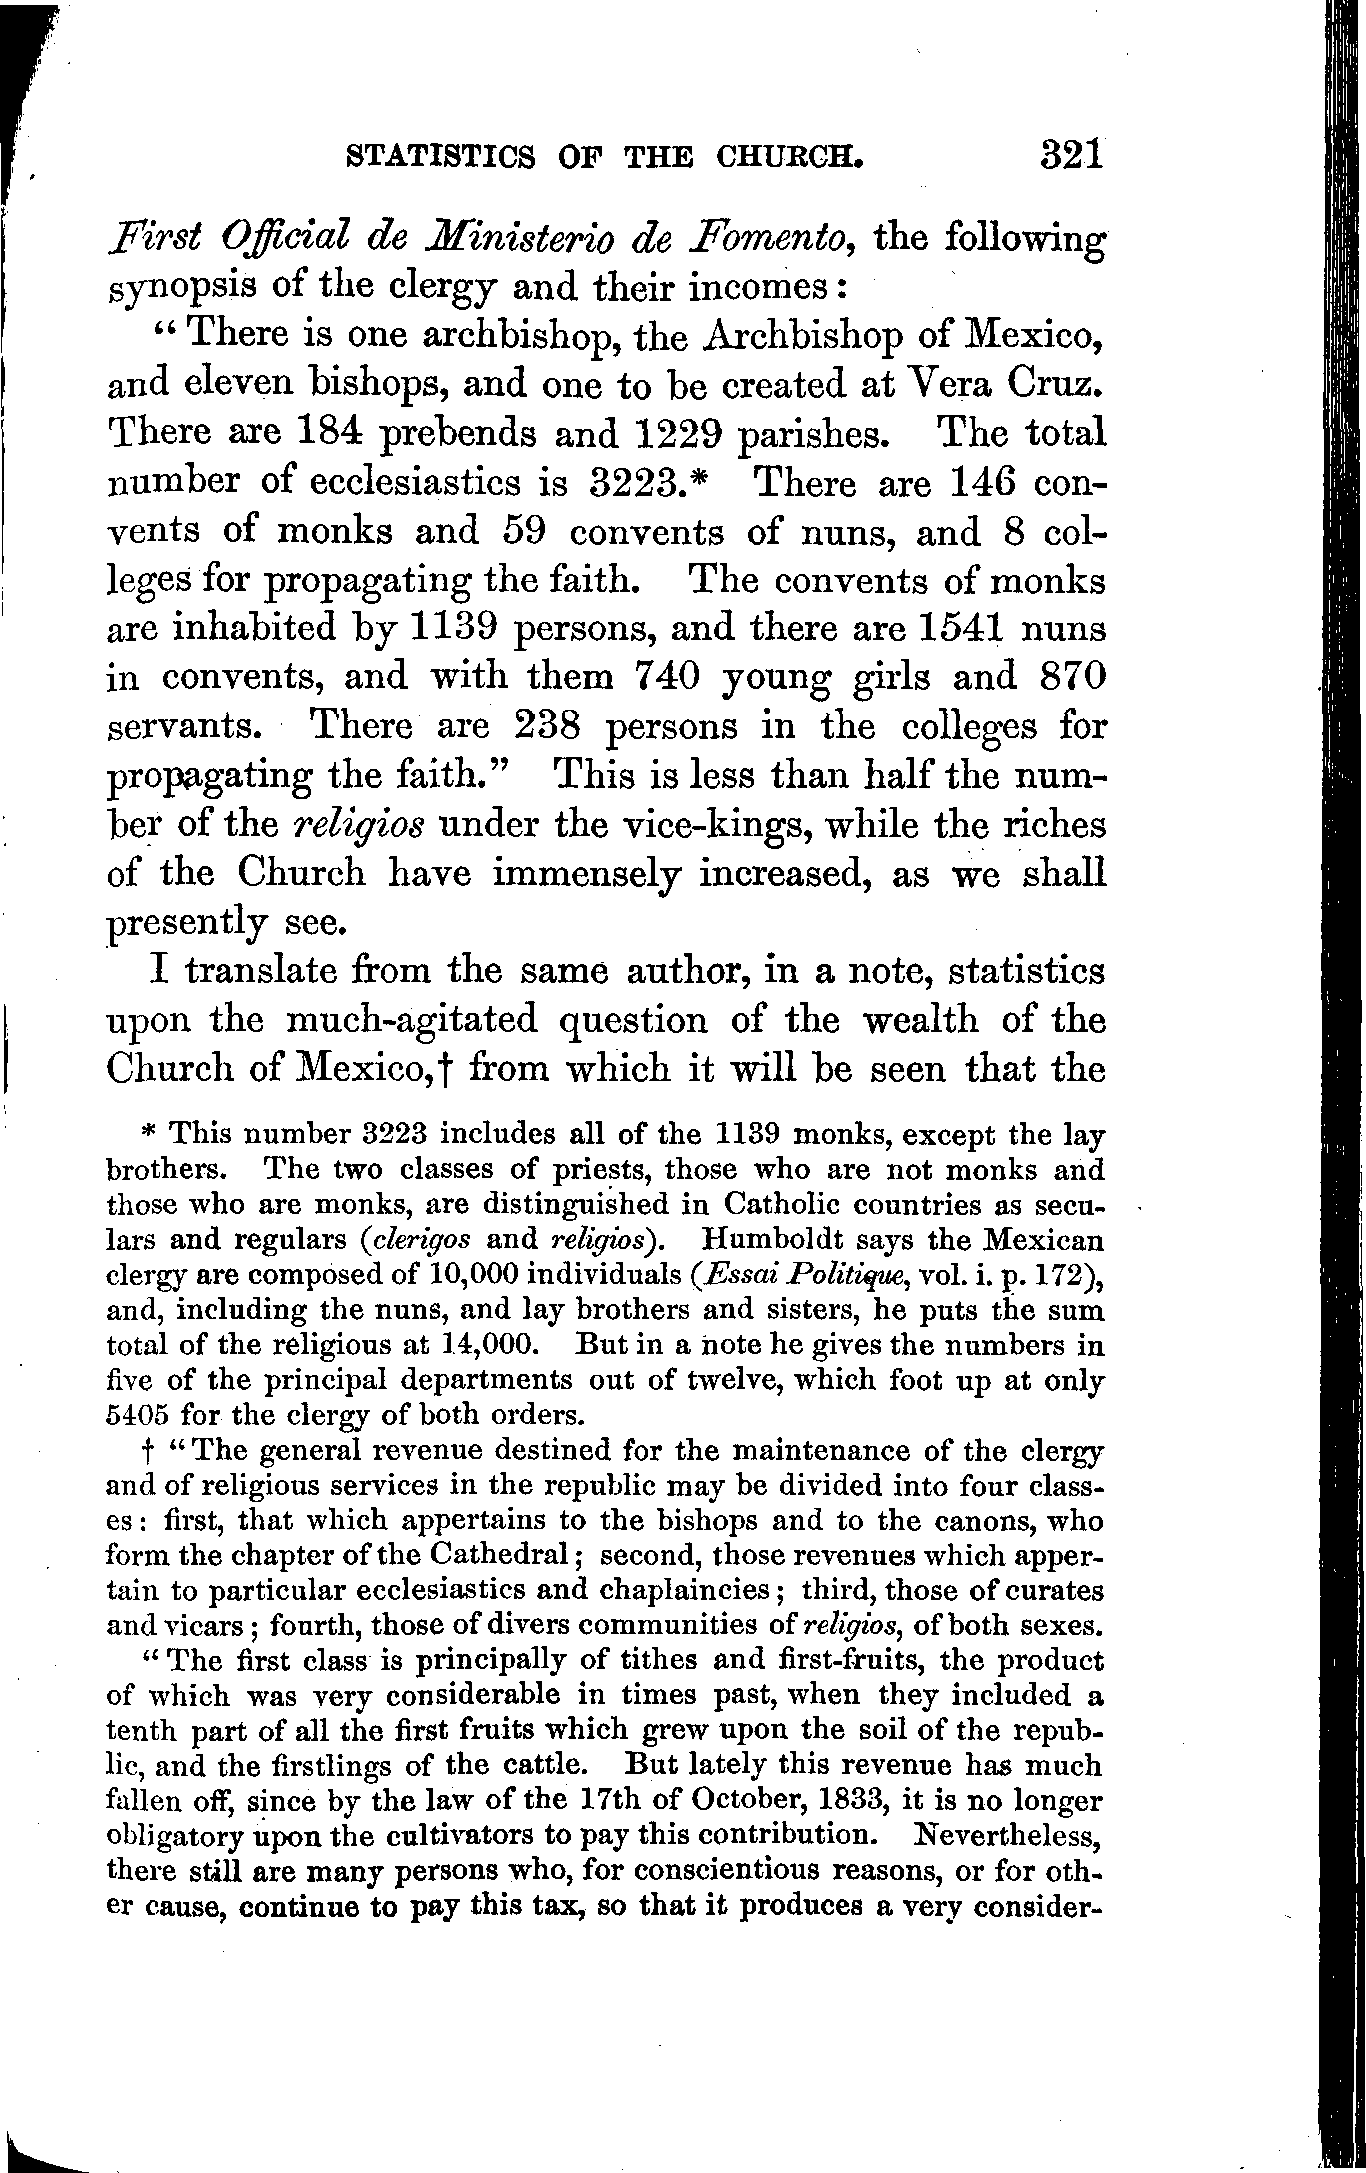 STATISTICS OF THE CHURCH. 321
First Official de Ministerio de Fomento, the following
synopsis of the clergy and their incomes:
"There is one archbishop, the Archbishop of Mexico,
and eleven bishops, and one to be created at Vera Cruz.
There are 184 prebends and 1229 parishes. The total
number of ecclesiastics is 3223.* There are 146 con-
vents of monks and 59 convents of nuns, and 8 col-
leges for propagating the faith. The convents of monks
are inhabited by 1139 persons, and there are 1541 nuns
in convents, and with them 740 young girls and 870
servants. There are 238 persons in the colleges for
propagating the faith." This is less than half the num-
ber of the religios under the vice-kings, while the riches
of the Church have immensely increased, as we shall
presently see.
I translate from the same author, in a note, statistics
upon the much-agitated question of the wealth of the
Church of Mexico,† from which it will be seen that the
* This number 3223 includes all of the 1139 monks, except the lay
brothers. The two classes of priests, those who are not monks and
those who are monks, are distinguished in Catholic countries as secu-
lars and regulars (clerigos and religios). Humboldt says the Mexican
clergy are composed of 10,000 individuals (Essai Politique, vol. i. p. 172),
and, including the nuns, and lay brothers and sisters, he puts the sum
total of the religious at 14,000. But in a note he gives the numbers in
five of the principal departments out of twelve, which foot up at only
5405 for the clergy of both orders.
† "The general revenue destined for the maintenance of the clergy
and of religious services in the republic may be divided into four class-
es: first, that which appertains to the bishops and to the canons, who
form the chapter of the Cathedral; second, those revenues which apper-
tain to particular ecclesiastics and chaplaincies; third, those of curates
and vicars; fourth, those of divers communities of religios, of both sexes.
"The first class is principally of tithes and first-fruits, the product
of which was very considerable in times past, when they included a
tenth part of all the first fruits which grew upon the soil of the repub-
lic, and the firstlings of the cattle. But lately this revenue has much
fallen off, since by the law of the 17th of October, 1833, it is no longer
obligatory upon the cultivators to pay this contribution. Nevertheless,
there still are many persons who, for conscientious reasons, or for oth-
er cause, continue to pay this tax, so that it produces a very consider-